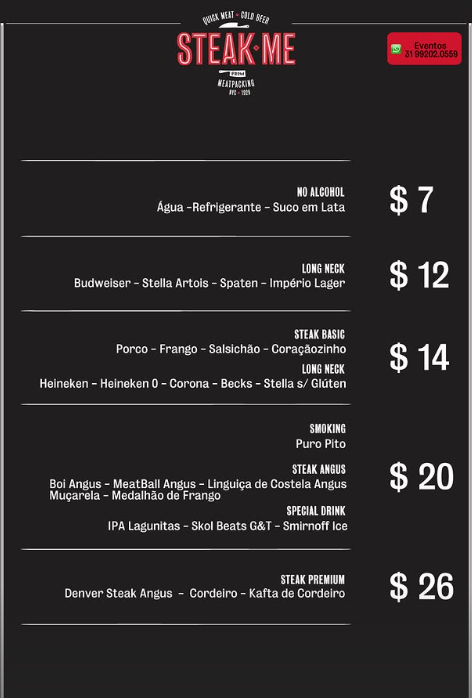 QUICK MEAT + COLD BEER
STEAK ME
FROM
MEATPACKING
NYC - 1929
Eventos
31 99202.0559
NO ALCOHOL
Água -Refrigerante - Suco em Lata
$ 7
LONG NECK
Budweiser - Stella Artois - Spaten - Império Lager
$ 12
STEAK BASIC
Porco - Frango - Salsichão - Coraçãozinho
LONG NECK
Heineken - Heineken 0 - Corona - Becks - Stella s/ Glúten
$ 14
SMOKING
Puro Pito
STEAK ANGUS
Boi Angus - MeatBall Angus - Linguiça de Costela Angus
Muçarela - Medalhão de Frango
SPECIAL DRINK
IPA Lagunitas - Skol Beats G&T - Smirnoff Ice
$ 20
STEAK PREMIUM
Denver Steak Angus - Cordeiro - Kafta de Cordeiro
$ 26